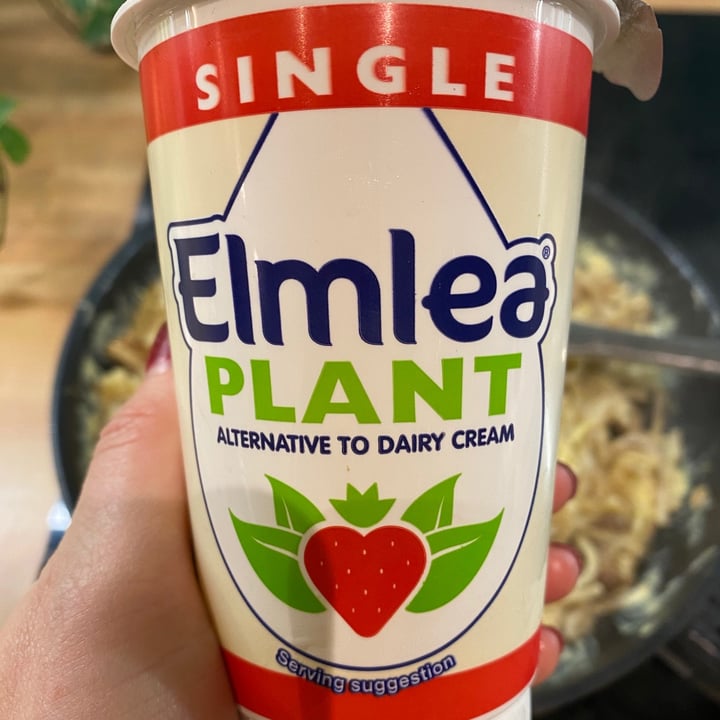 SINGLE
Elmlea®
PLANT
ALTERNATIVE TO DAIRY CREAM
Serving suggestion